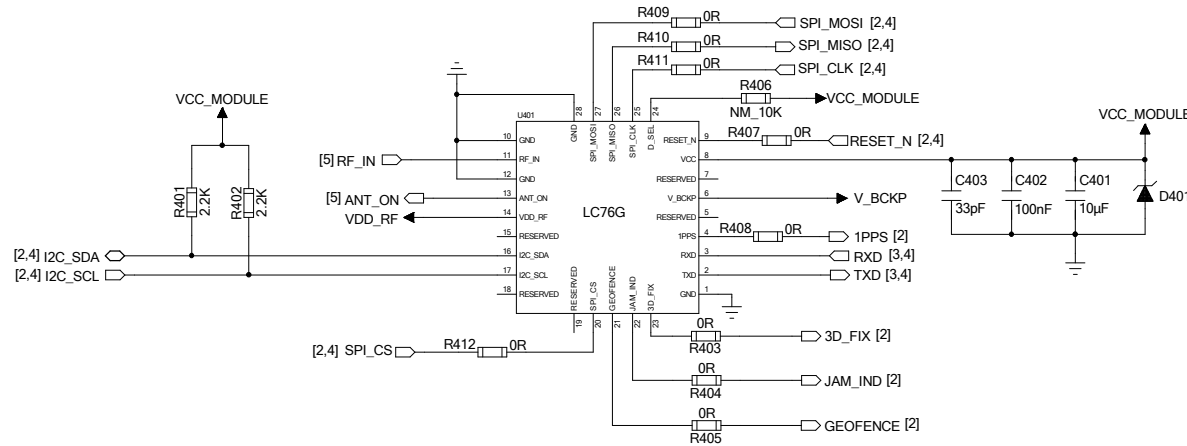 R409 0R SPI_MOSI [2,4]
R410 0R SPI_MISO [2,4]
R411 0R SPI_CLK [2,4]
R406 VCC_MODULE
NM_10K
VCC_MODULE
VCC_MODULE
U401
28 27 26 25 24
GND SPI_MOSI SPI_MISO SPI_CLK D_SEL
R407 0R RESET_N [2,4]
10 GND
RESET_N 9
[5] RF_IN 11 RF_IN
VCC 8
12 GND
RESERVED 7
[5] ANT_ON 13 ANT_ON
V_BCKP 6 V_BCKP
VDD_RF 14 VDD_RF
LC76G
RESERVED 5
15 RESERVED
1PPS 4 R408 0R 1PPS [2]
[2,4] I2C_SDA 16 I2C_SDA
RXD 3 RXD [3,4]
[2,4] I2C_SCL 17 I2C_SCL
TXD 2 TXD [3,4]
18 RESERVED
GND 1
RESERVED SPI_CS GEOFENCE JAM_IND 3D_FIX
19 20 21 22 23
R401 2.2K
R402 2.2K
C403 33pF
C402 100nF
C401 10µF
D401
[2,4] SPI_CS R412 0R
0R 3D_FIX [2]
R403
0R JAM_IND [2]
R404
0R GEOFENCE [2]
R405